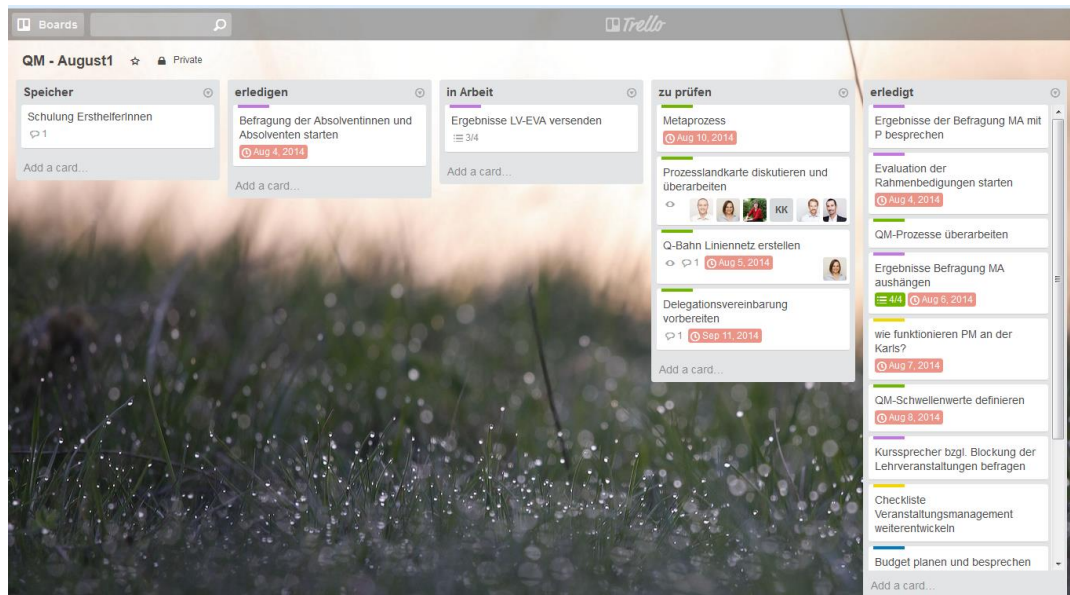 Boards
Trello
QM - August1
Private
Speicher
Schulung ErsthelferInnen
1
Add a card...
erledigen
Befragung der Absolventinnen und
Absolventen starten
Aug 4, 2014
Add a card...
in Arbeit
Ergebnisse LV-EVA versenden
3/4
Add a card...
zu prüfen
Metaprozess
Aug 10, 2014
Prozesslandkarte diskutieren und
überarbeiten
KK
Q-Bahn Liniennetz erstellen
1 Aug 5, 2014
Delegationsvereinbarung
vorbereiten
1 Sep 11, 2014
Add a card...
erledigt
Ergebnisse der Befragung MA mit
P besprechen
Evaluation der
Rahmenbedigungen starten
Aug 4, 2014
QM-Prozesse überarbeiten
Ergebnisse Befragung MA
aushängen
4/4 Aug 6, 2014
wie funktionieren PM an der
Karls?
Aug 7, 2014
QM-Schwellenwerte definieren
Aug 8, 2014
Kurssprecher bzgl. Blockung der
Lehrveranstaltungen befragen
Checkliste
Veranstaltungsmanagement
weiterentwickeln
Budget planen und besprechen
Add a card...